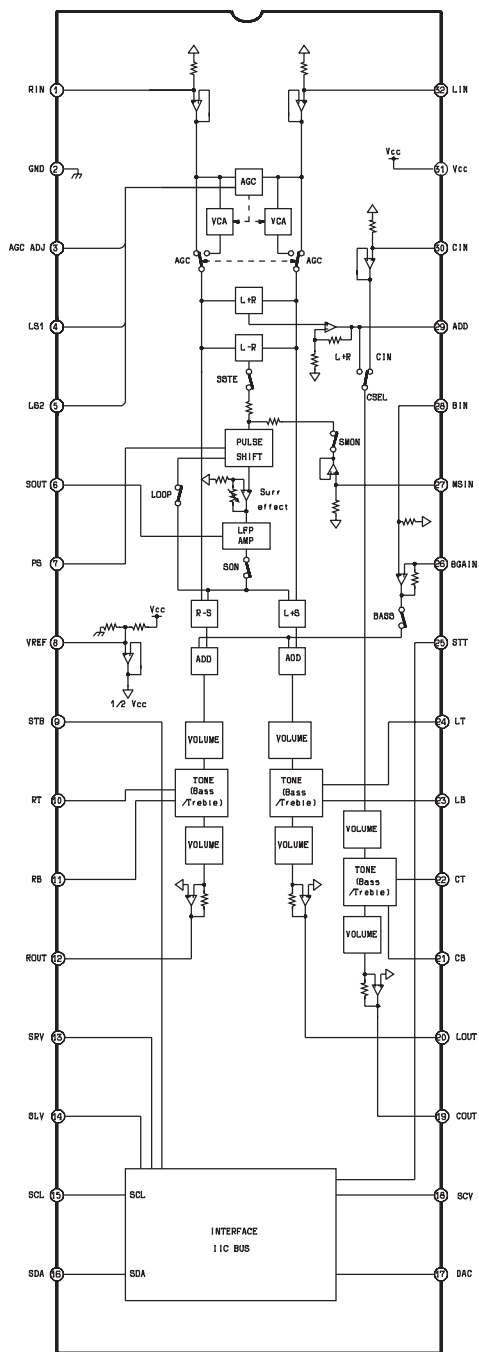 RIN 1
32 LIN
GND 2
Vcc
31 Vcc
AGC
VCA
VCA
AGC ADJ 3
AGC
AGC
30 CIN
L+R
LS1 4
29 ADD
L+R
CIN
L-R
SSTE
CSEL
LS2 5
28 BIN
SMON
PULSE
SHIFT
SOUT 6
LOOP
Surr
effect
27 MSIN
LFP
AMP
PS 7
SON
26 BGAIN
R-S
L+S
BASS
Vcc
VREF 8
ADD
ADD
25 STT
1/2 Vcc
STB 9
24 LT
VOLUME
VOLUME
RT 10
TONE
(Bass
/Treble)
TONE
(Bass
/Treble)
23 LB
VOLUME
VOLUME
VOLUME
RB 11
TONE
(Bass
/Treble)
22 CT
VOLUME
ROUT 12
21 CB
SRV 13
20 LOUT
SLV 14
19 COUT
SCL 15
SCL
18 SCV
INTERFACE
IIC BUS
SDA 16
SDA
17 DAC